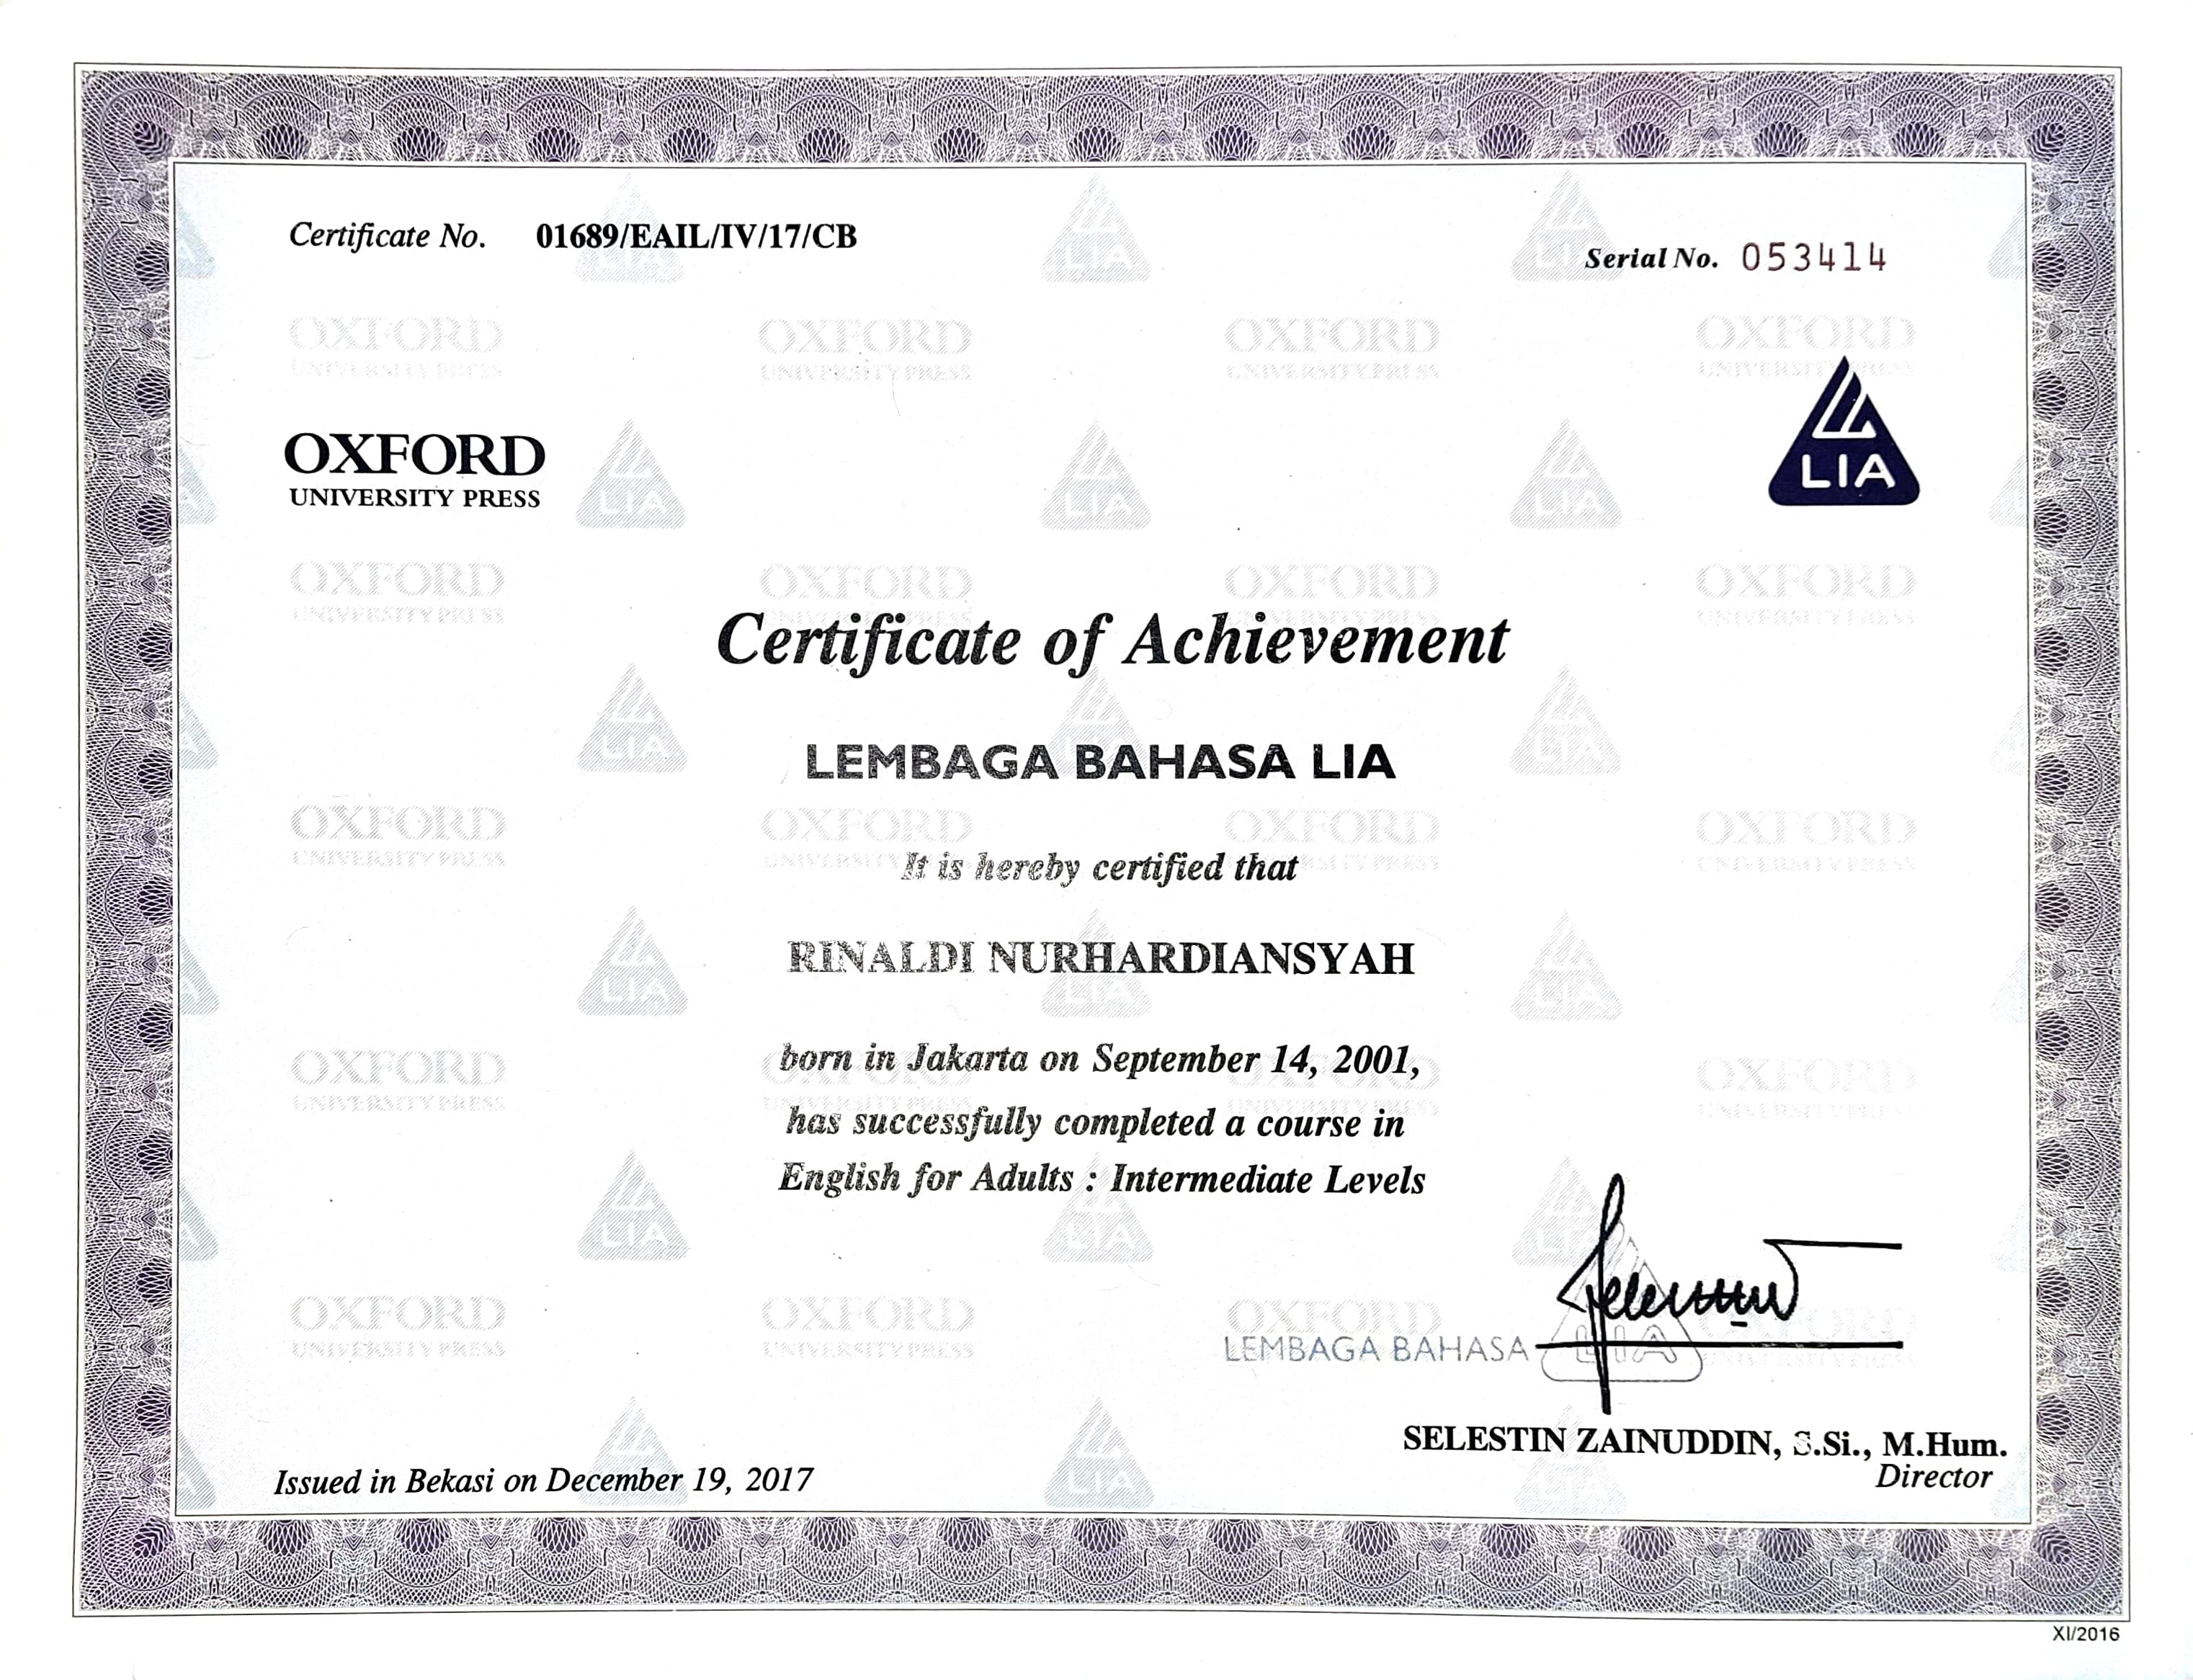 Certificate No. 01689/EAIL/IV/17/CB
Serial No. 053414
OXFORD
UNIVERSITY PRESS
LIA
Certificate of Achievement
LEMBAGA BAHASA LIA
It is hereby certified that
RINALDI NURHARDIANSYAH
born in Jakarta on September 14, 2001,
has successfully completed a course in
English for Adults : Intermediate Levels
LEMBAGA BAHASA LIA
SELESTIN ZAINUDDIN, S.Si., M.Hum.
Director
Issued in Bekasi on December 19, 2017
XI/2016